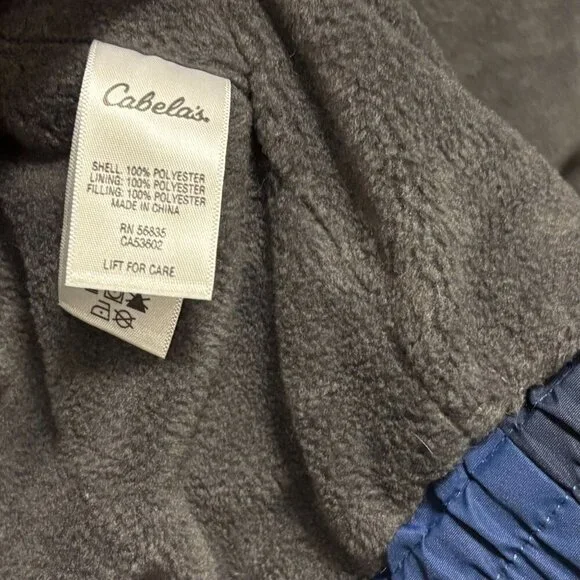 Cabela's.
SHELL: 100% POLYESTER
LINING: 100% POLYESTER
FILLING: 100% POLYESTER
MADE IN CHINA
RN 56835
CA53602
LIFT FOR CARE